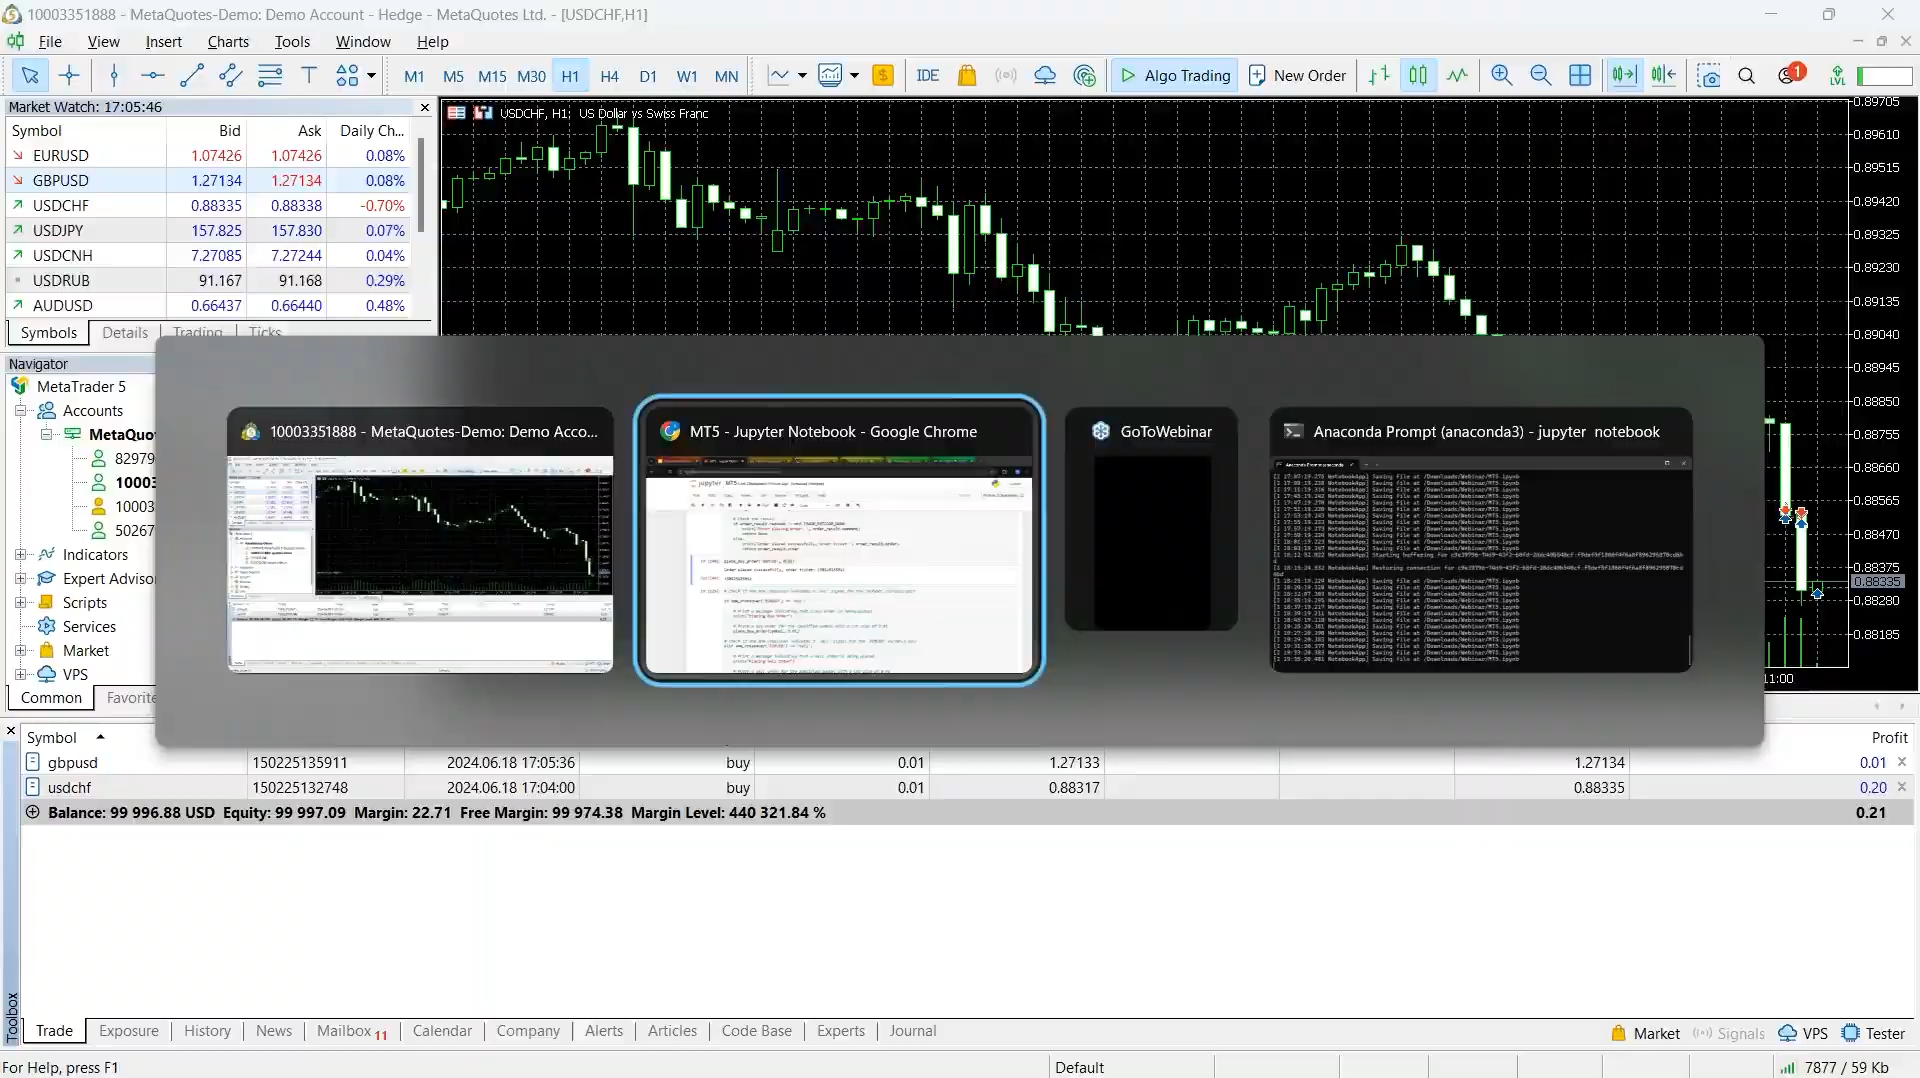 10003351888 - MetaQuotes-Demo: Demo Account - Hedge - MetaQuotes Ltd. - [USDCHF,H1]
File View Insert Charts Tools Window Help
M1 M5 M15 M30 H1 H4 D1 W1 MN IDE Algo Trading New Order 1 LVL
Market Watch: 17:05:46
Symbol Bid Ask Daily Ch...
EURUSD 1.07426 1.07426 0.08%
GBPUSD 1.27134 1.27134 0.08%
USDCHF 0.88335 0.88338 -0.70%
USDJPY 157.825 157.830 0.07%
USDCNH 7.27085 7.27244 0.04%
USDRUB 91.167 91.168 0.29%
AUDUSD 0.66437 0.66440 0.48%
Symbols Details Trading Ticks
USDCHF, H1: US Dollar vs Swiss Franc
0.89705
0.89610
0.89515
0.89420
0.89325
0.89230
0.89135
0.89040
0.88945
0.88850
0.88755
0.88660
0.88565
0.88470
0.88375
0.88335
0.88280
0.88185
11:00
Navigator
MetaTrader 5
Accounts
MetaQuo
82979
1000
1000
5026
Indicators
Expert Adviso
Scripts
Services
Market
VPS
Common Favorite
10003351888 - MetaQuotes-Demo: Demo Acco...
MT5 - Jupyter Notebook - Google Chrome
GoToWebinar
Anaconda Prompt (anaconda3) - jupyter notebook
Symbol Profit
gbpusd 150225135911 2024.06.18 17:05:36 buy 0.01 1.27133 1.27134 0.01
usdchf 150225132748 2024.06.18 17:04:00 buy 0.01 0.88317 0.88335 0.20
Balance: 99 996.88 USD Equity: 99 997.09 Margin: 22.71 Free Margin: 99 974.38 Margin Level: 440 321.84 % 0.21
Toolbox
Trade Exposure History News Mailbox 11 Calendar Company Alerts Articles Code Base Experts Journal
Market Signals VPS Tester
For Help, press F1 Default 7877 / 59 Kb